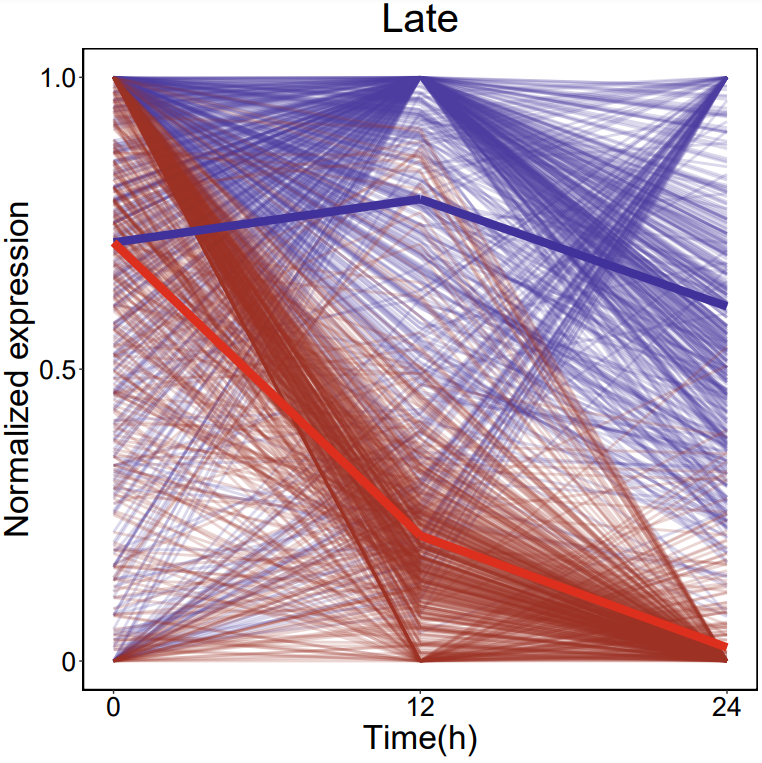 Late
Normalized expression
1.0
0.5
0
0 12 24
Time(h)